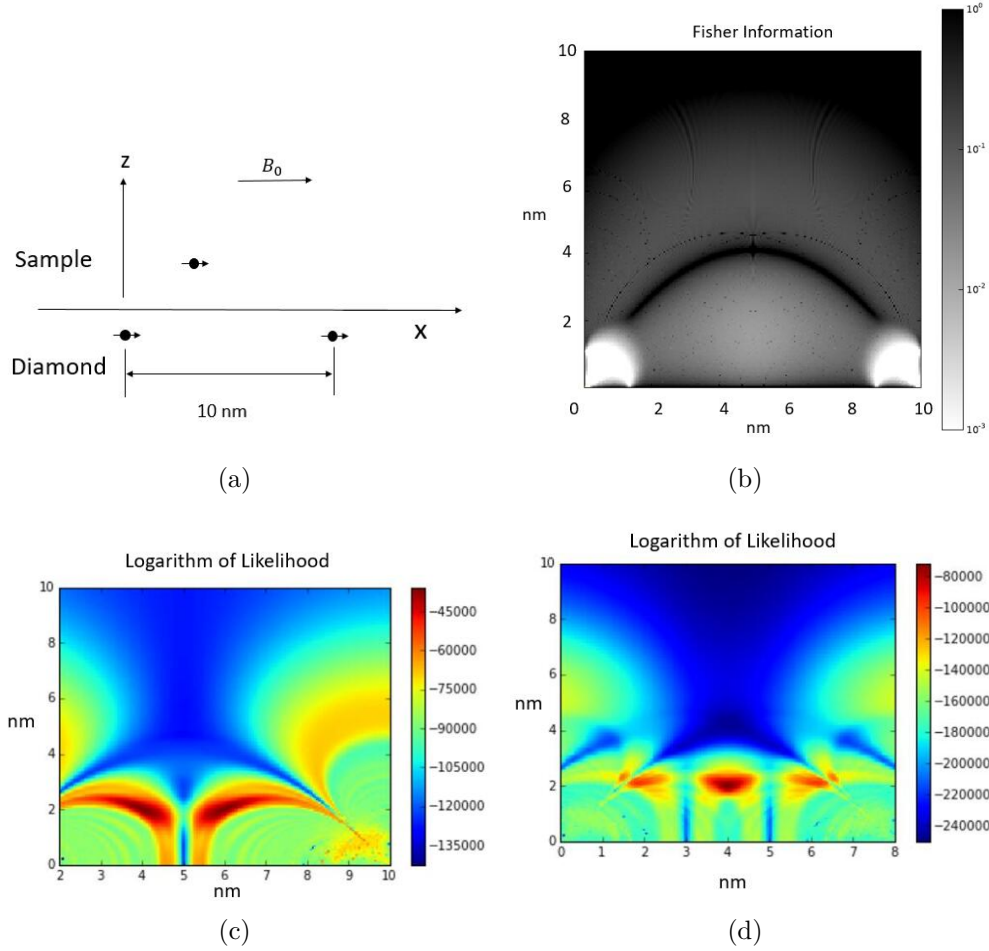 z
B₀
Sample
x
Diamond
10 nm
(a)
Fisher Information
10
8
6
nm
4
2
0 2 4 6 8 10
nm
10⁰
10⁻¹
10⁻²
10⁻³
(b)
Logarithm of Likelihood
10
8
6
nm
4
2
0
2 3 4 5 6 7 8 9 10
nm
−45000
−60000
−75000
−90000
−105000
−120000
−135000
(c)
Logarithm of Likelihood
10
8
6
nm
4
2
0
0 1 2 3 4 5 6 7 8
nm
−80000
−100000
−120000
−140000
−160000
−180000
−200000
−220000
−240000
(d)